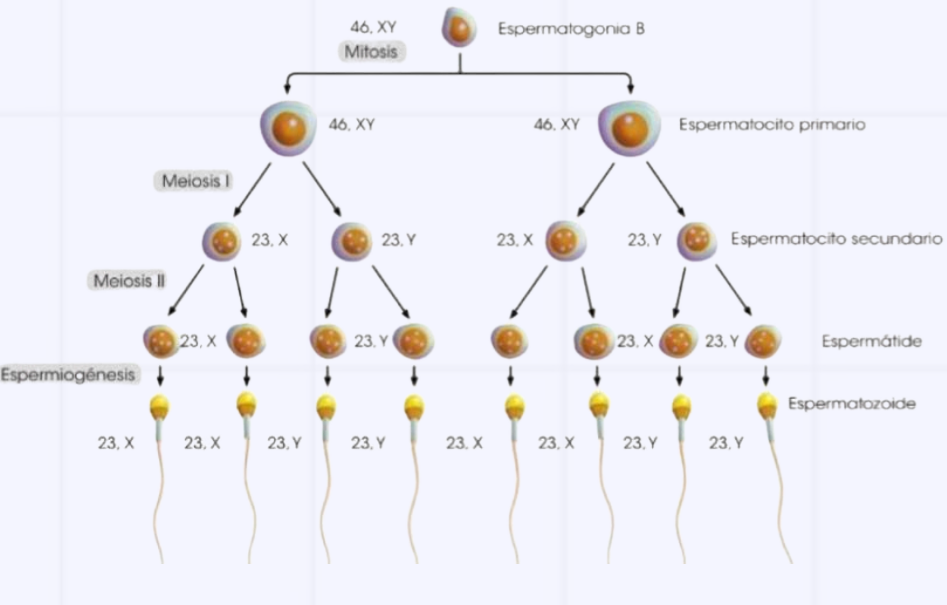 46, XY
Espermatogonia B
Mitosis
46, XY
46, XY
Espermatocito primario
Meiosis I
23, X
23, Y
23, X
23, Y
Espermatocito secundario
Meiosis II
23, X
23, Y
23, X
23, Y
Espermátide
Espermiogénesis
Espermatozoide
23, X
23, X
23, Y
23, Y
23, X
23, X
23, Y
23, Y